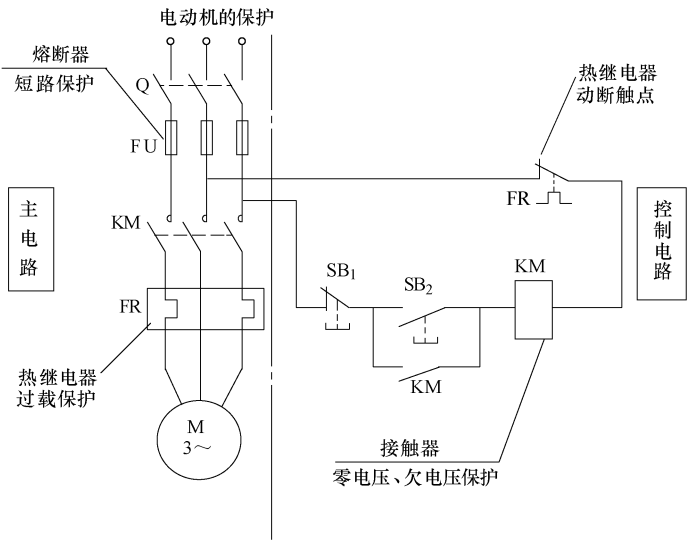 电动机的保护
熔断器
短路保护
Q
FU
热继电器
动断触点
FR
主电路
KM
控制电路
SB1
SB2
KM
FR
KM
热继电器
过载保护
M
3～
接触器
零电压、欠电压保护